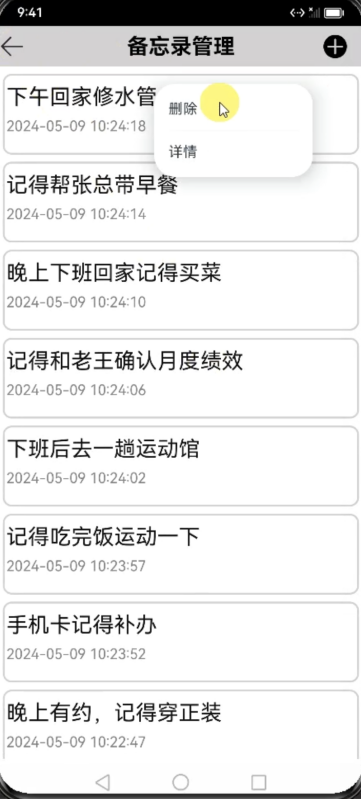 9:41
备忘录管理
下午回家修水管
2024-05-09 10:24:18
删除
详情
记得帮张总带早餐
2024-05-09 10:24:14
晚上下班回家记得买菜
2024-05-09 10:24:10
记得和老王确认月度绩效
2024-05-09 10:24:06
下班后去一趟运动馆
2024-05-09 10:24:02
记得吃完饭运动一下
2024-05-09 10:23:57
手机卡记得补办
2024-05-09 10:23:52
晚上有约，记得穿正装
2024-05-09 10:22:47